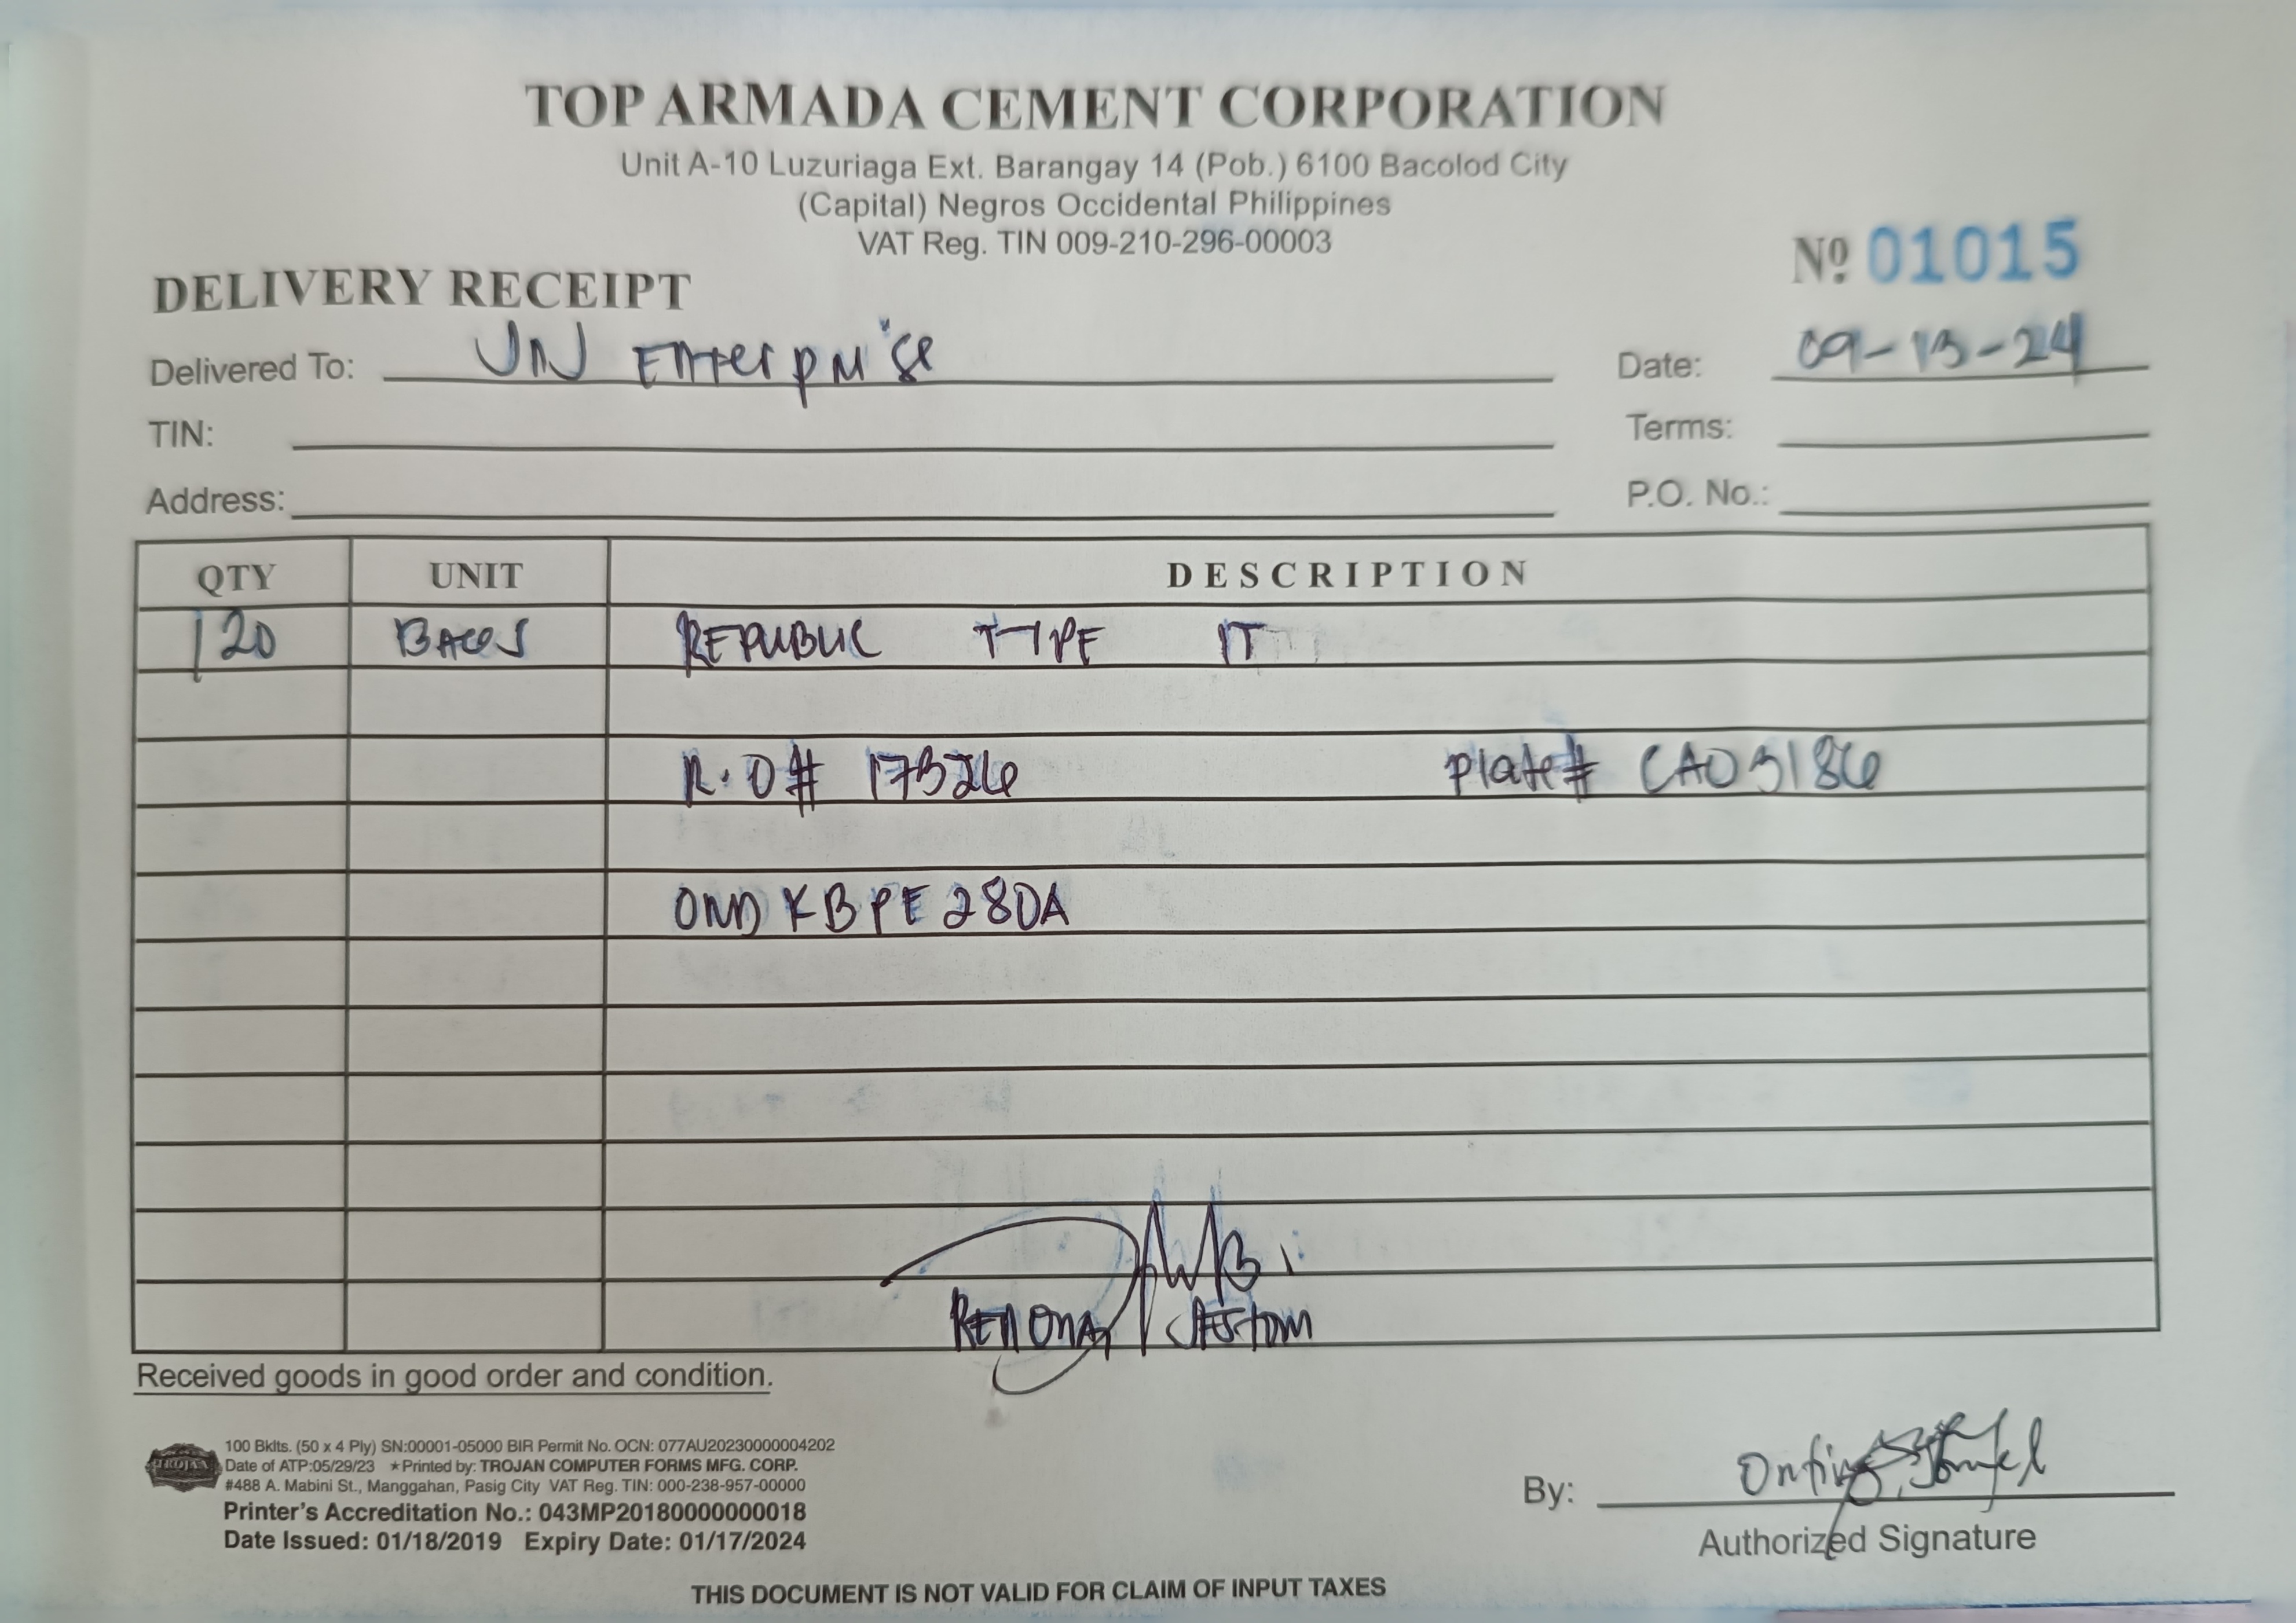 TOP ARMADA CEMENT CORPORATION
Unit A-10 Luzuriaga Ext. Barangay 14 (Pob.) 6100 Bacolod City
(Capital) Negros Occidental Philippines
VAT Reg. TIN 009-210-296-00003
Nº 01015
DELIVERY RECEIPT
Delivered To: UN Enterprise
Date: 09-13-24
TIN:
Terms:
Address:
P.O. No.:
QTY UNIT DESCRIPTION
120 BAGS REPUBLIC TYPE IT
R.O# 17326 Plate# CAO3186
KBPE280A
Received goods in good order and condition.
TROJAN
100 Bklts. (50 x 4 Ply) SN:00001-05000 BIR Permit No. OCN: 077AU20230000004202
Date of ATP:05/29/23 ★Printed by: TROJAN COMPUTER FORMS MFG. CORP.
#488 A. Mabini St., Manggahan, Pasig City VAT Reg. TIN: 000-238-957-00000
Printer's Accreditation No.: 043MP20180000000018
Date Issued: 01/18/2019 Expiry Date: 01/17/2024
By:
Authorized Signature
THIS DOCUMENT IS NOT VALID FOR CLAIM OF INPUT TAXES